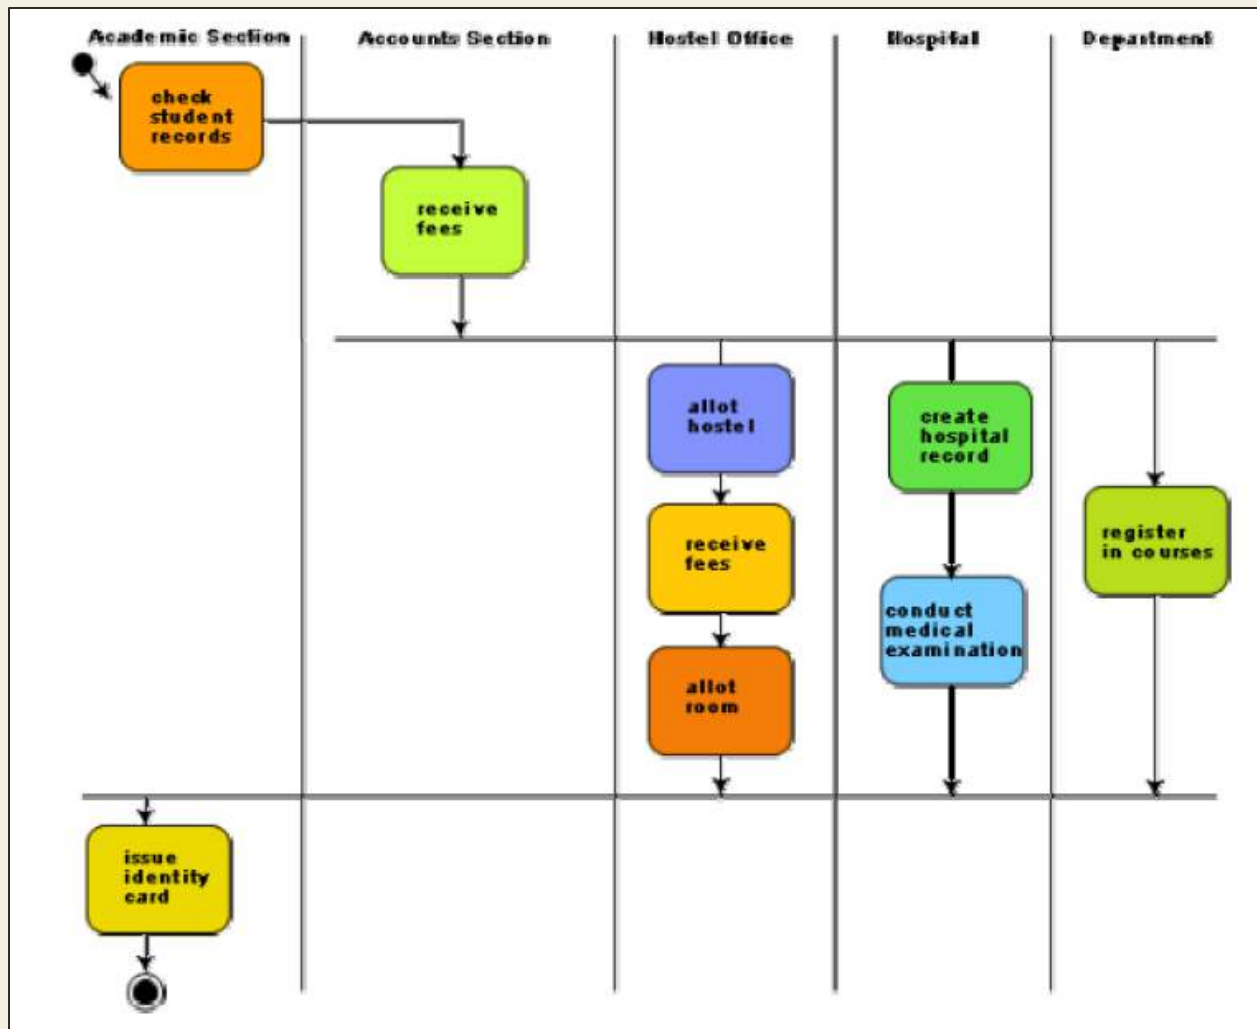 Academic Section
Accounts Section
Hostel Office
Hospital
Department
check
student
records
receive
fees
allot
hostel
create
hospital
record
receive
fees
register
in courses
conduct
medical
examination
allot
room
issue
identity
card